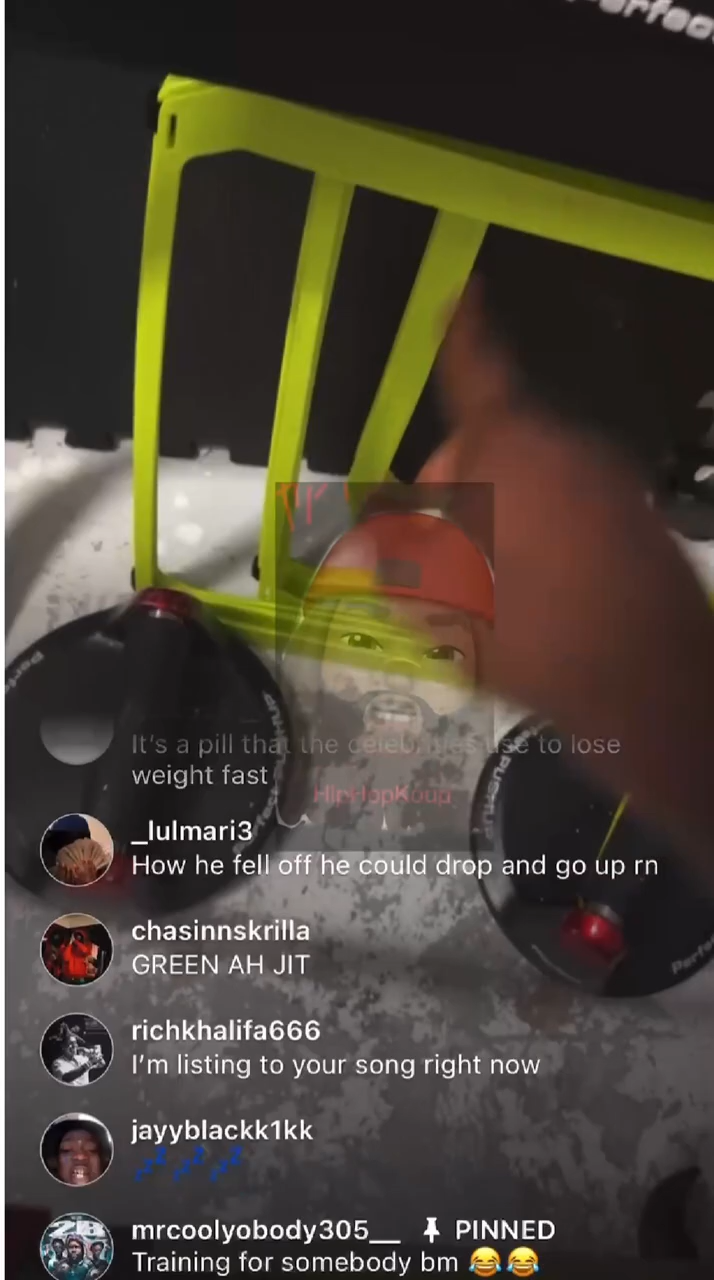 Perfect
It's a pill that the celebrities use to lose
weight fast
HipHopKoup
_lulmari3
How he fell off he could drop and go up rn
chasinnskrilla
GREEN AH JIT
richkhalifa666
I'm listing to your song right now
jayyblackk1kk
💤💤💤
mrcoolyobody305__ PINNED
Training for somebody bm 😂😂